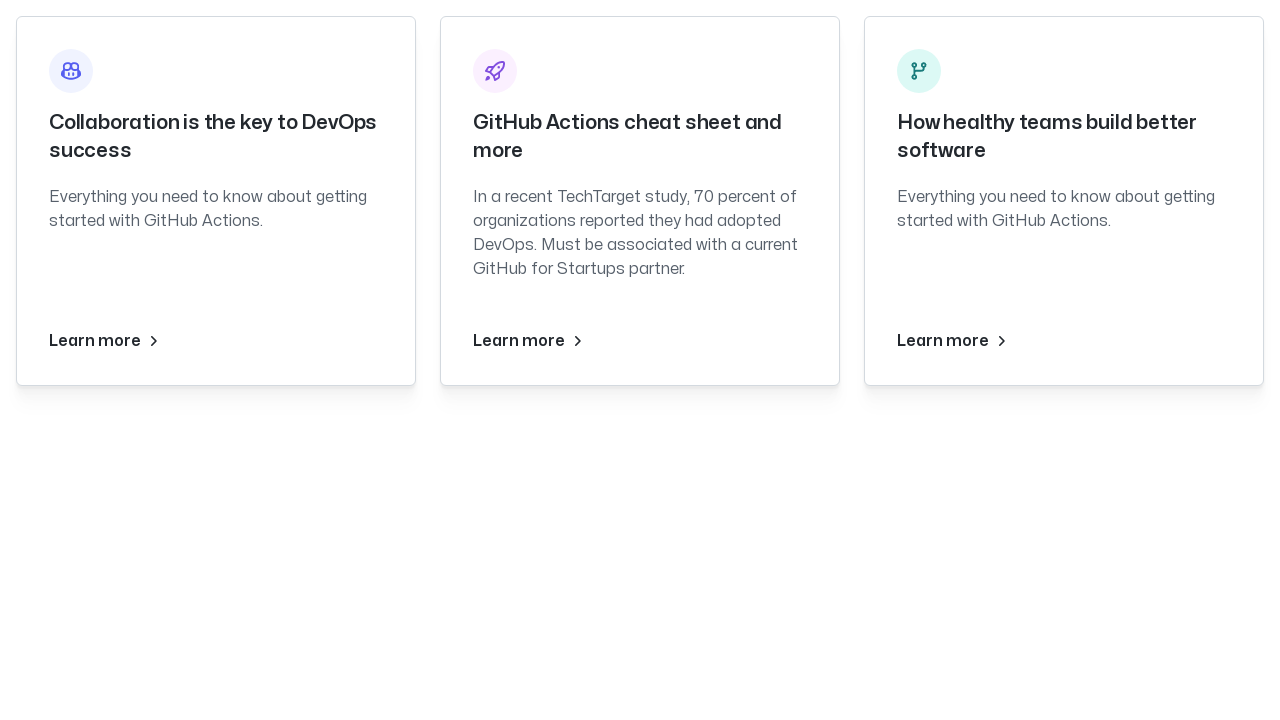 Collaboration is the key to DevOps
success
Everything you need to know about getting
started with GitHub Actions.
Learn more
GitHub Actions cheat sheet and
more
In a recent TechTarget study, 70 percent of
organizations reported they had adopted
DevOps. Must be associated with a current
GitHub for Startups partner.
Learn more
How healthy teams build better
software
Everything you need to know about getting
started with GitHub Actions.
Learn more